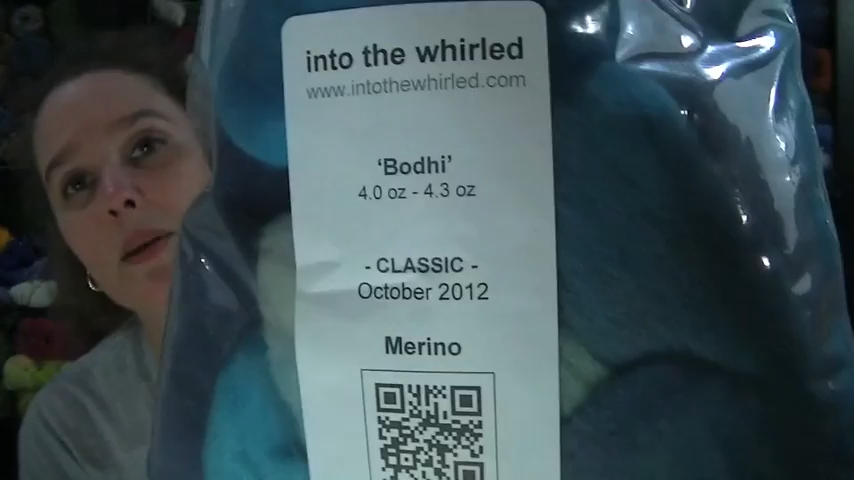 into the whirled
www.intothewhirled.com
‘Bodhi’
4.0 oz - 4.3 oz
- CLASSIC -
October 2012
Merino